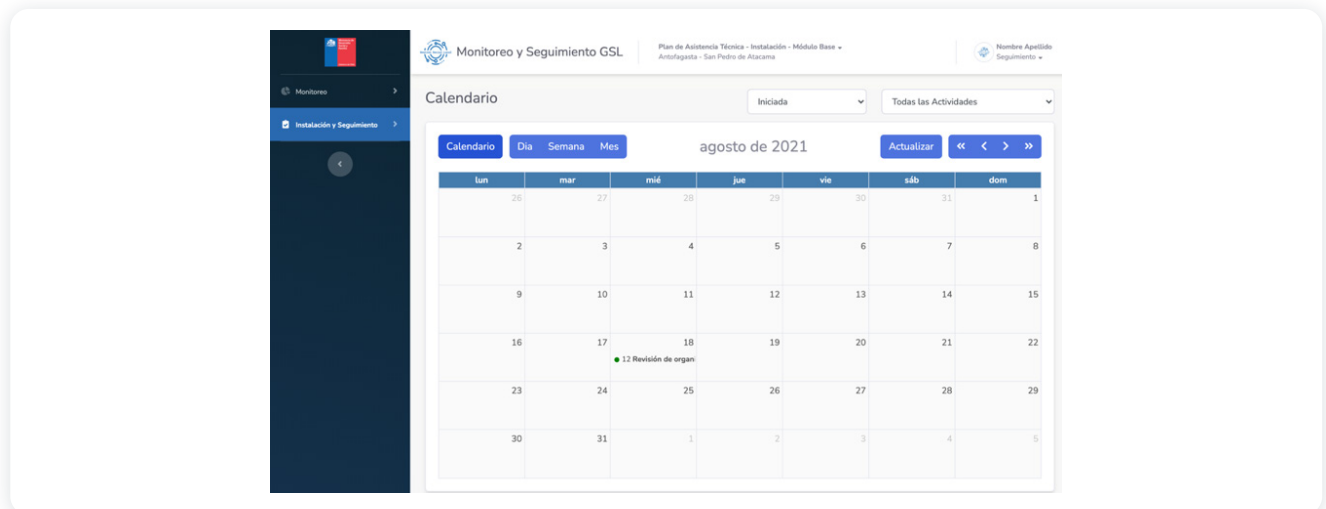 Monitoreo y Seguimiento GSL
Plan de Asistencia Técnica - Instalación - Módulo Base
Antofagasta - San Pedro de Atacama
Nombre Apellido
Seguimiento
Monitoreo
Instalación y Seguimiento
Calendario
Iniciada
Todas las Actividades
Calendario
Dia Semana Mes
agosto de 2021
Actualizar
lun mar mié jue vie sáb dom
26 27 28 29 30 31 1
2 3 4 5 6 7 8
9 10 11 12 13 14 15
16 17 18 19 20 21 22
12 Revisión de organ
23 24 25 26 27 28 29
30 31 1 2 3 4 5